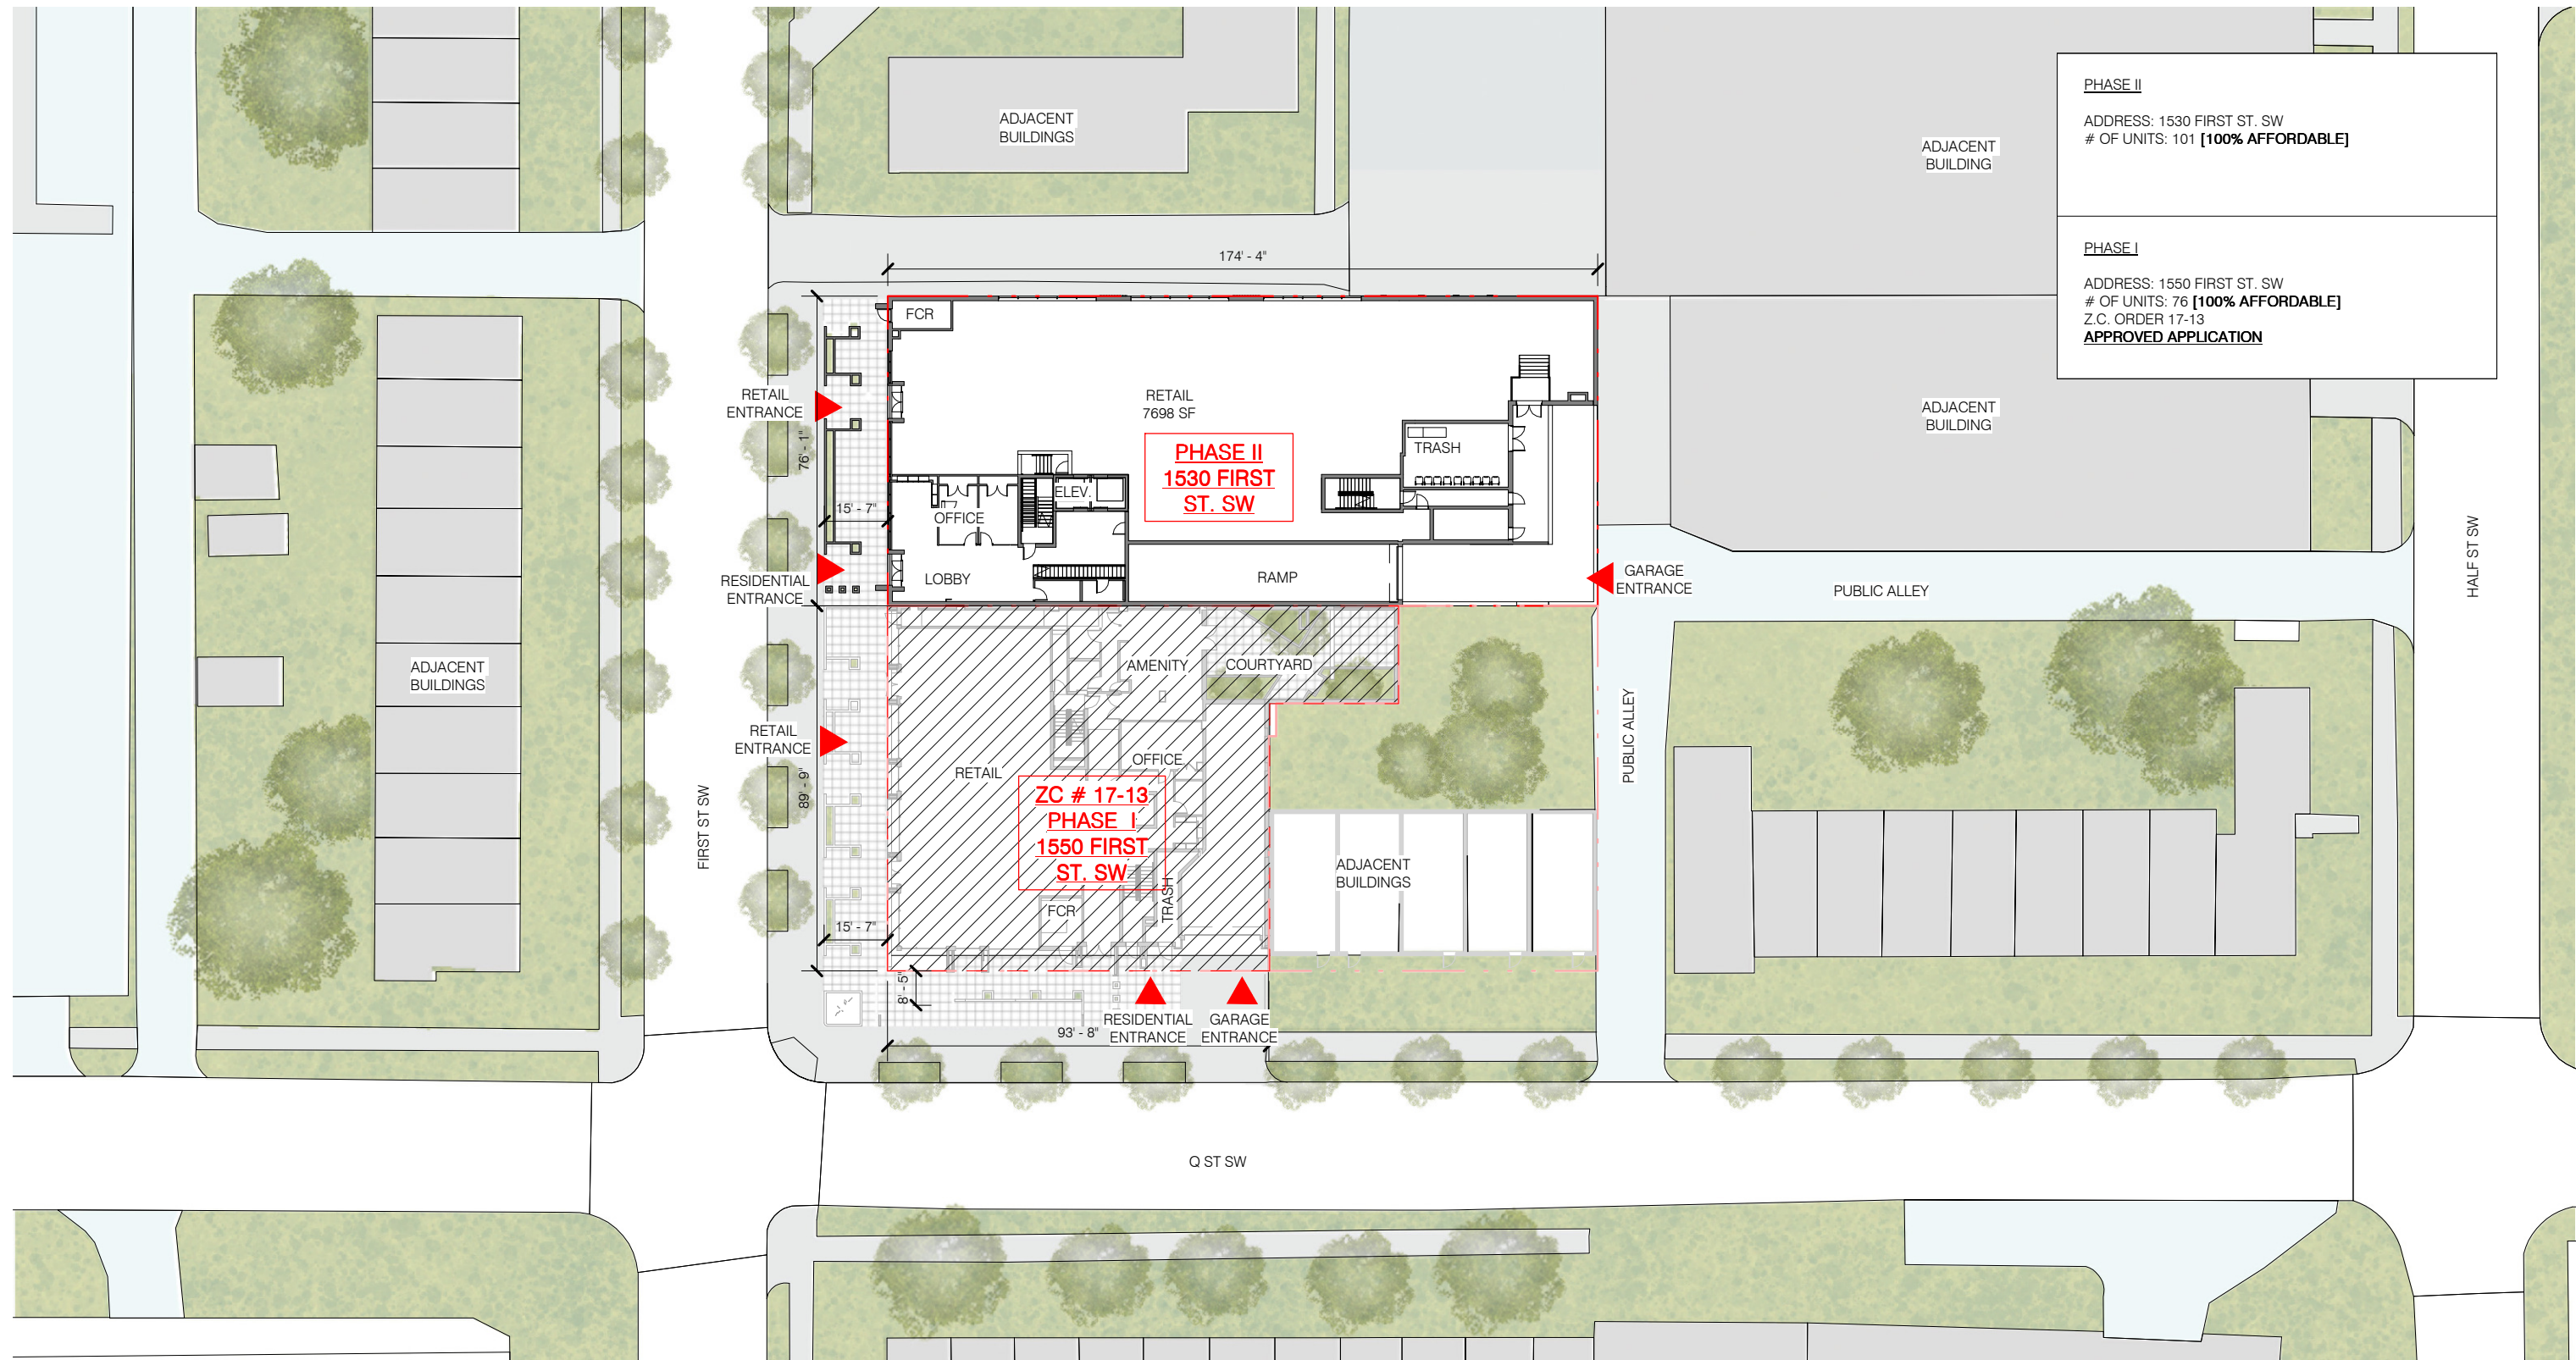 ADJACENT
BUILDINGS
ADJACENT
BUILDING
PHASE II
ADDRESS: 1530 FIRST ST. SW
# OF UNITS: 101 [100% AFFORDABLE]
PHASE I
ADDRESS: 1550 FIRST ST. SW
# OF UNITS: 76 [100% AFFORDABLE]
Z.C. ORDER 17-13
APPROVED APPLICATION
174' - 4"
FCR
RETAIL
ENTRANCE
76' - 1"
RETAIL
7698 SF
PHASE II
1530 FIRST
ST. SW
TRASH
ADJACENT
BUILDING
15' - 7"
OFFICE
ELEV.
RESIDENTIAL
ENTRANCE
LOBBY
RAMP
GARAGE
ENTRANCE
PUBLIC ALLEY
HALF ST SW
ADJACENT
BUILDINGS
AMENITY
COURTYARD
PUBLIC ALLEY
RETAIL
ENTRANCE
89' - 9"
RETAIL
OFFICE
FIRST ST SW
ZC # 17-13
PHASE I
1550 FIRST
ST. SW
TRASH
FCR
ADJACENT
BUILDINGS
15' - 7"
8' - 5"
93' - 8"
RESIDENTIAL
ENTRANCE
GARAGE
ENTRANCE
Q ST SW